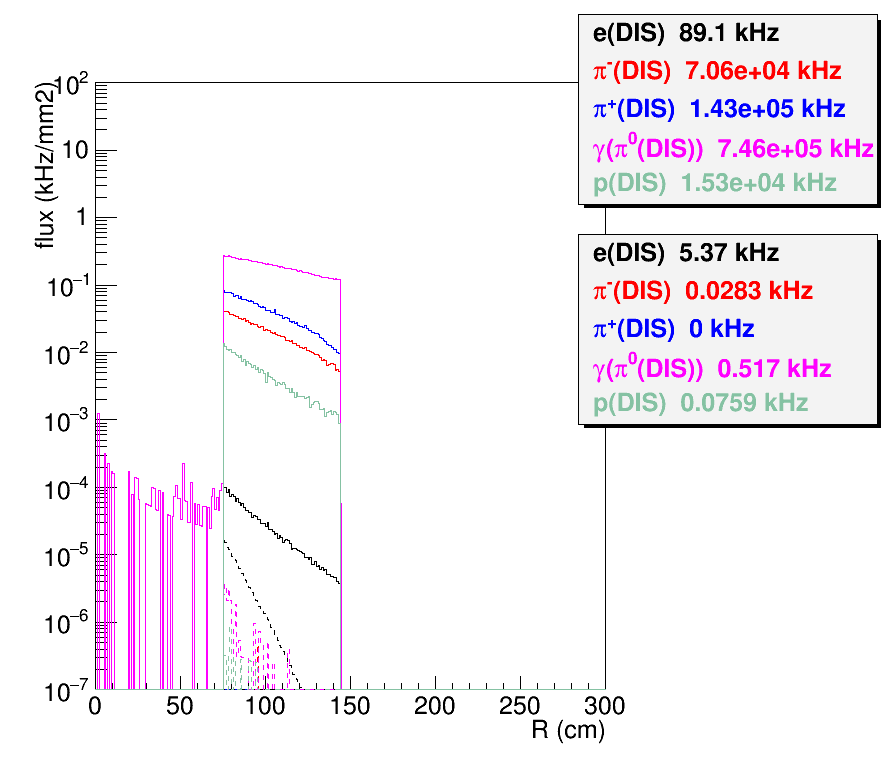 e(DIS) 89.1 kHz
π⁻(DIS) 7.06e+04 kHz
π⁺(DIS) 1.43e+05 kHz
γ(π⁰(DIS)) 7.46e+05 kHz
p(DIS) 1.53e+04 kHz
e(DIS) 5.37 kHz
π⁻(DIS) 0.0283 kHz
π⁺(DIS) 0 kHz
γ(π⁰(DIS)) 0.517 kHz
p(DIS) 0.0759 kHz
flux (kHz/mm2)
10²
10
1
10⁻¹
10⁻²
10⁻³
10⁻⁴
10⁻⁵
10⁻⁶
10⁻⁷
0 50 100 150 200 250 300
R (cm)